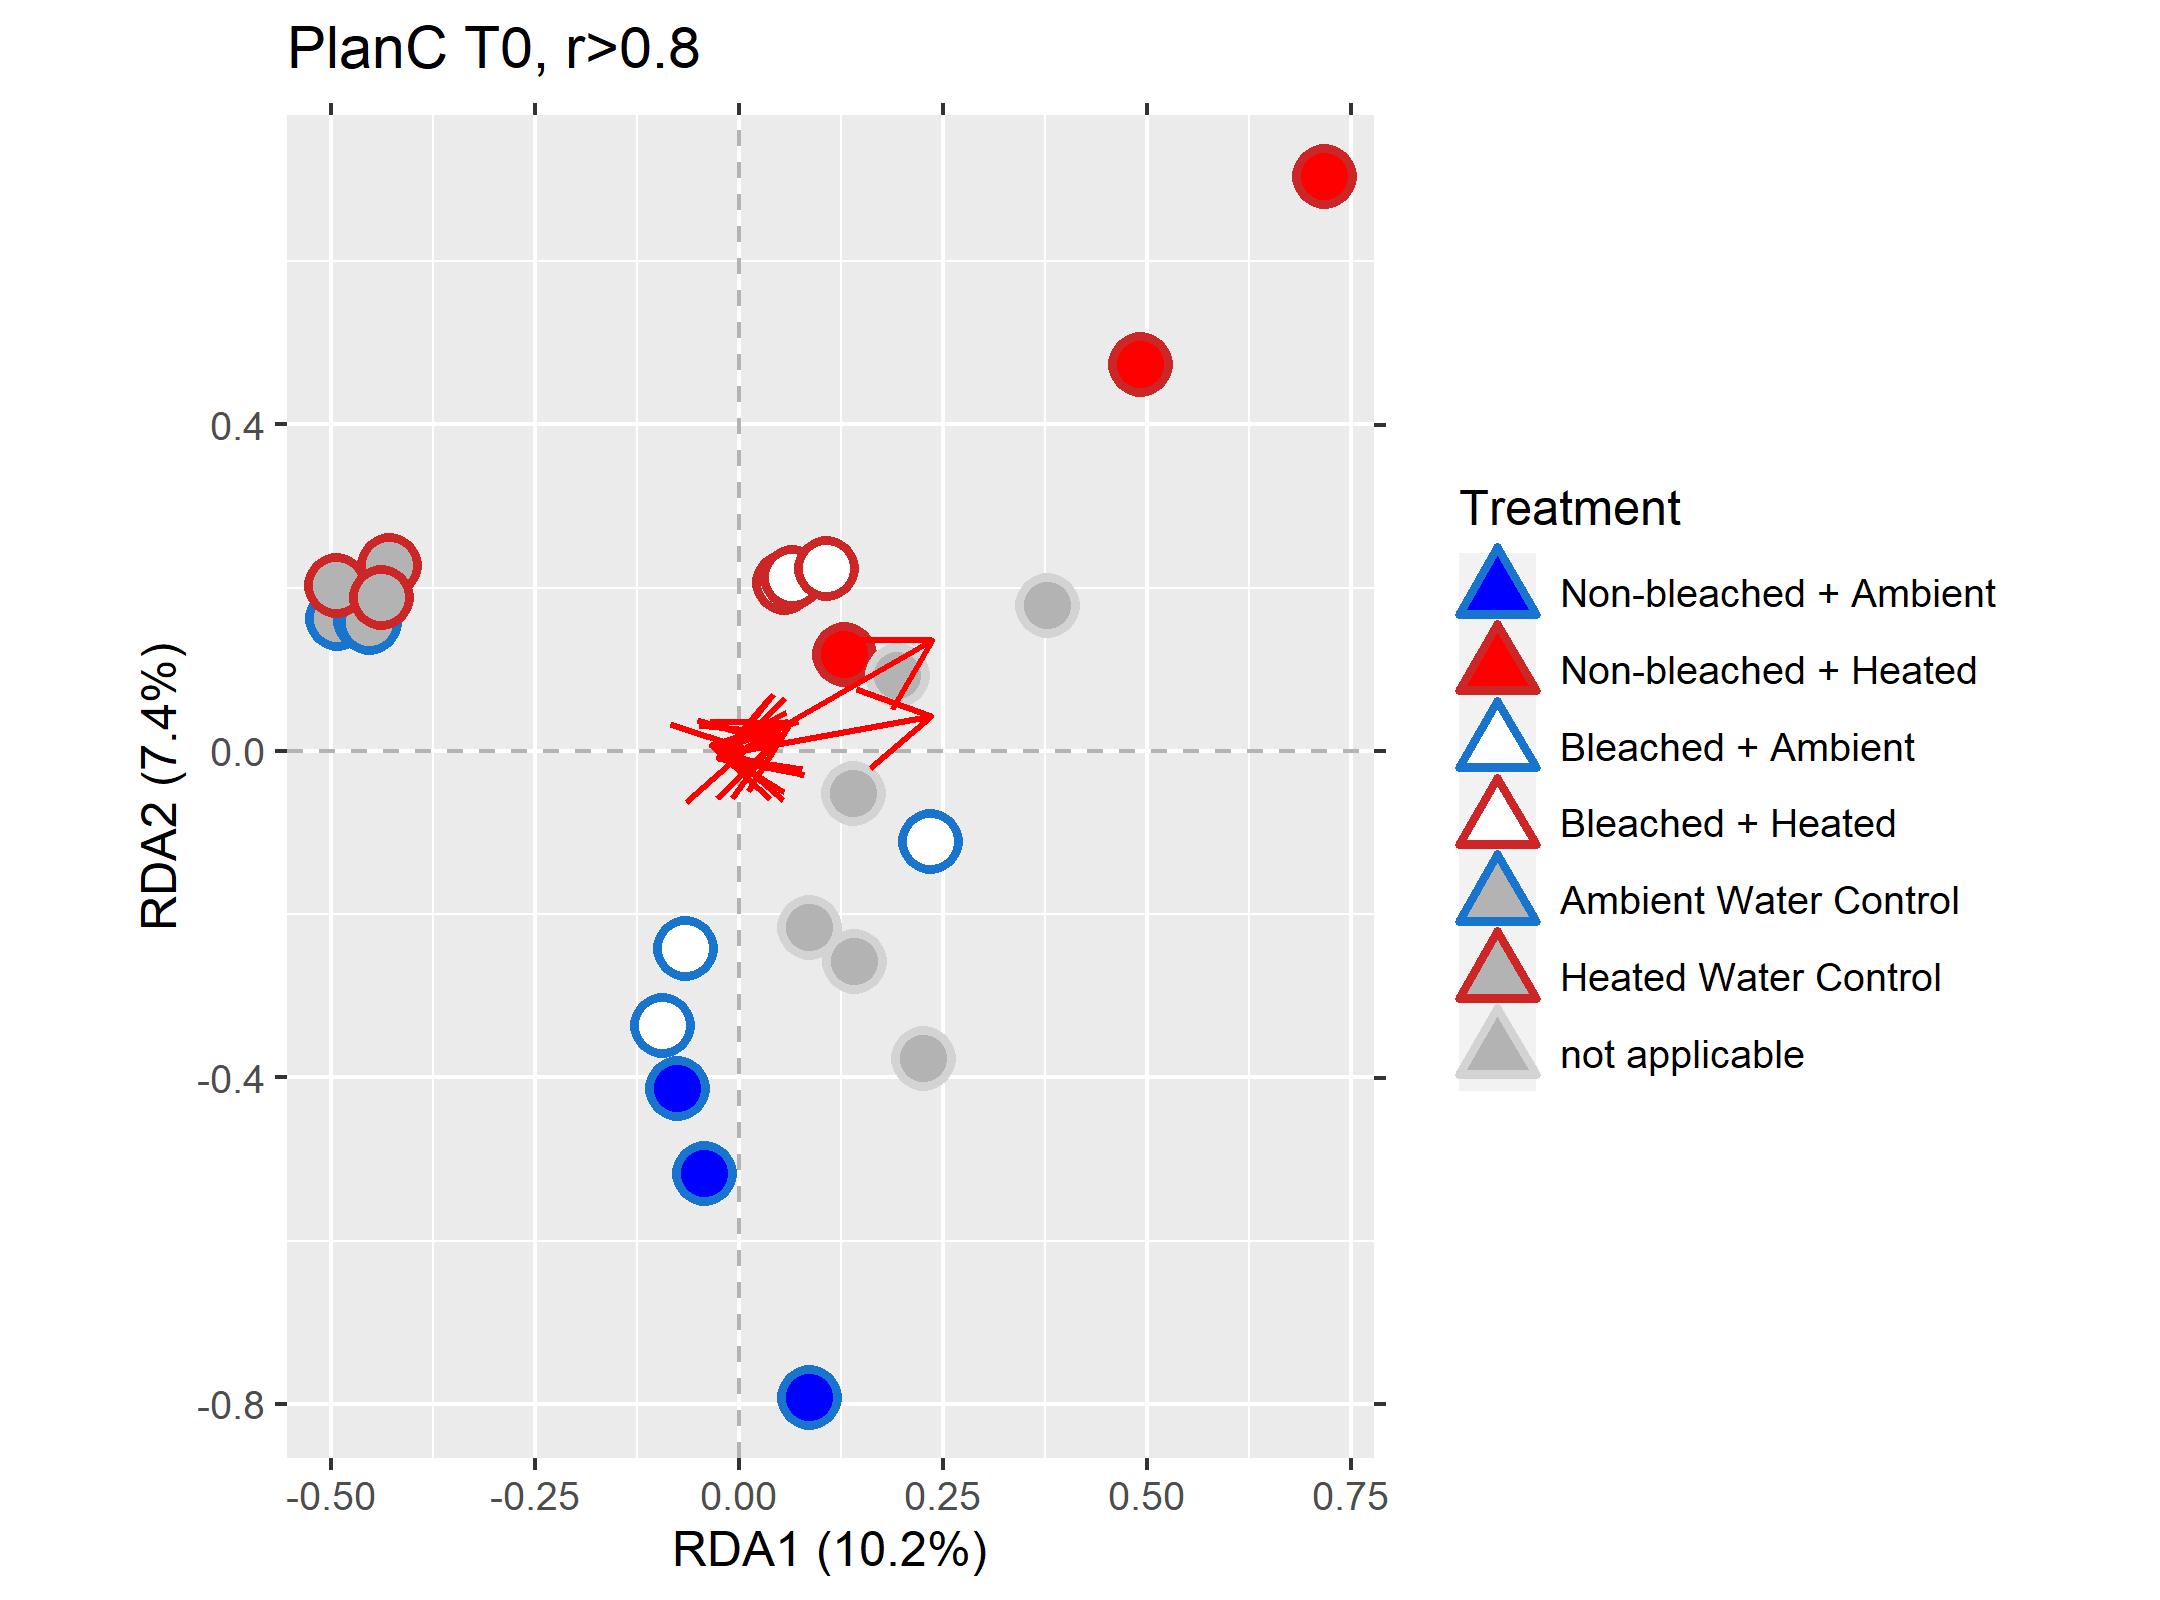 PlanC T0, r>0.8
0.4
0.0
-0.4
-0.8
RDA2 (7.4%)
-0.50 -0.25 0.00 0.25 0.50 0.75
RDA1 (10.2%)
Treatment
Non-bleached + Ambient
Non-bleached + Heated
Bleached + Ambient
Bleached + Heated
Ambient Water Control
Heated Water Control
not applicable